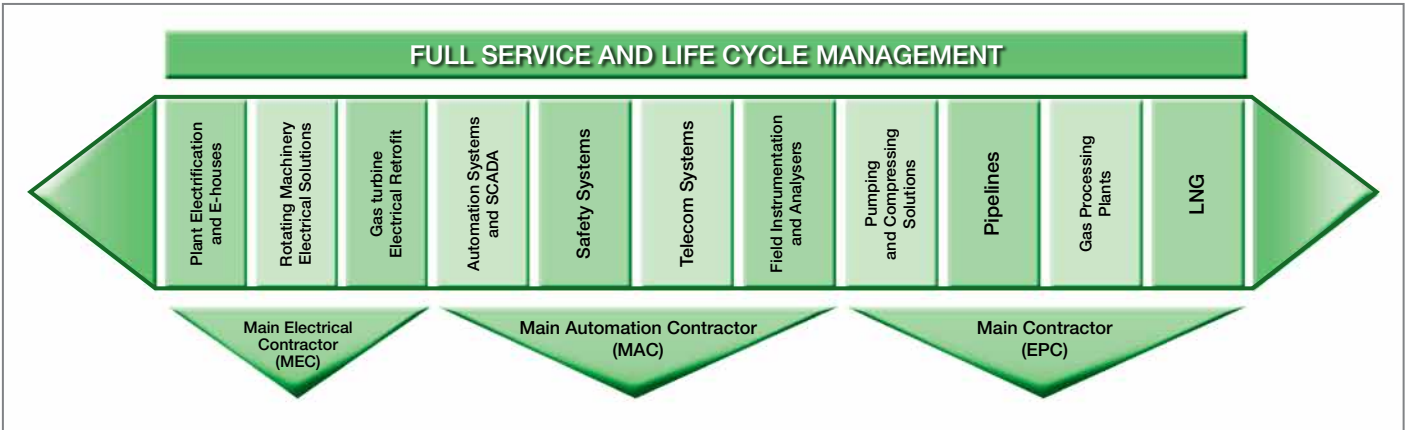 FULL SERVICE AND LIFE CYCLE MANAGEMENT
Plant Electrification
and E-houses
Rotating Machinery
Electrical Solutions
Gas turbine
Electrical Retrofit
Automation Systems
and SCADA
Safety Systems
Telecom Systems
Field Instrumentation
and Analysers
Pumping
and Compressing
Solutions
Pipelines
Gas Processing
Plants
LNG
Main Electrical
Contractor
(MEC)
Main Automation Contractor
(MAC)
Main Contractor
(EPC)